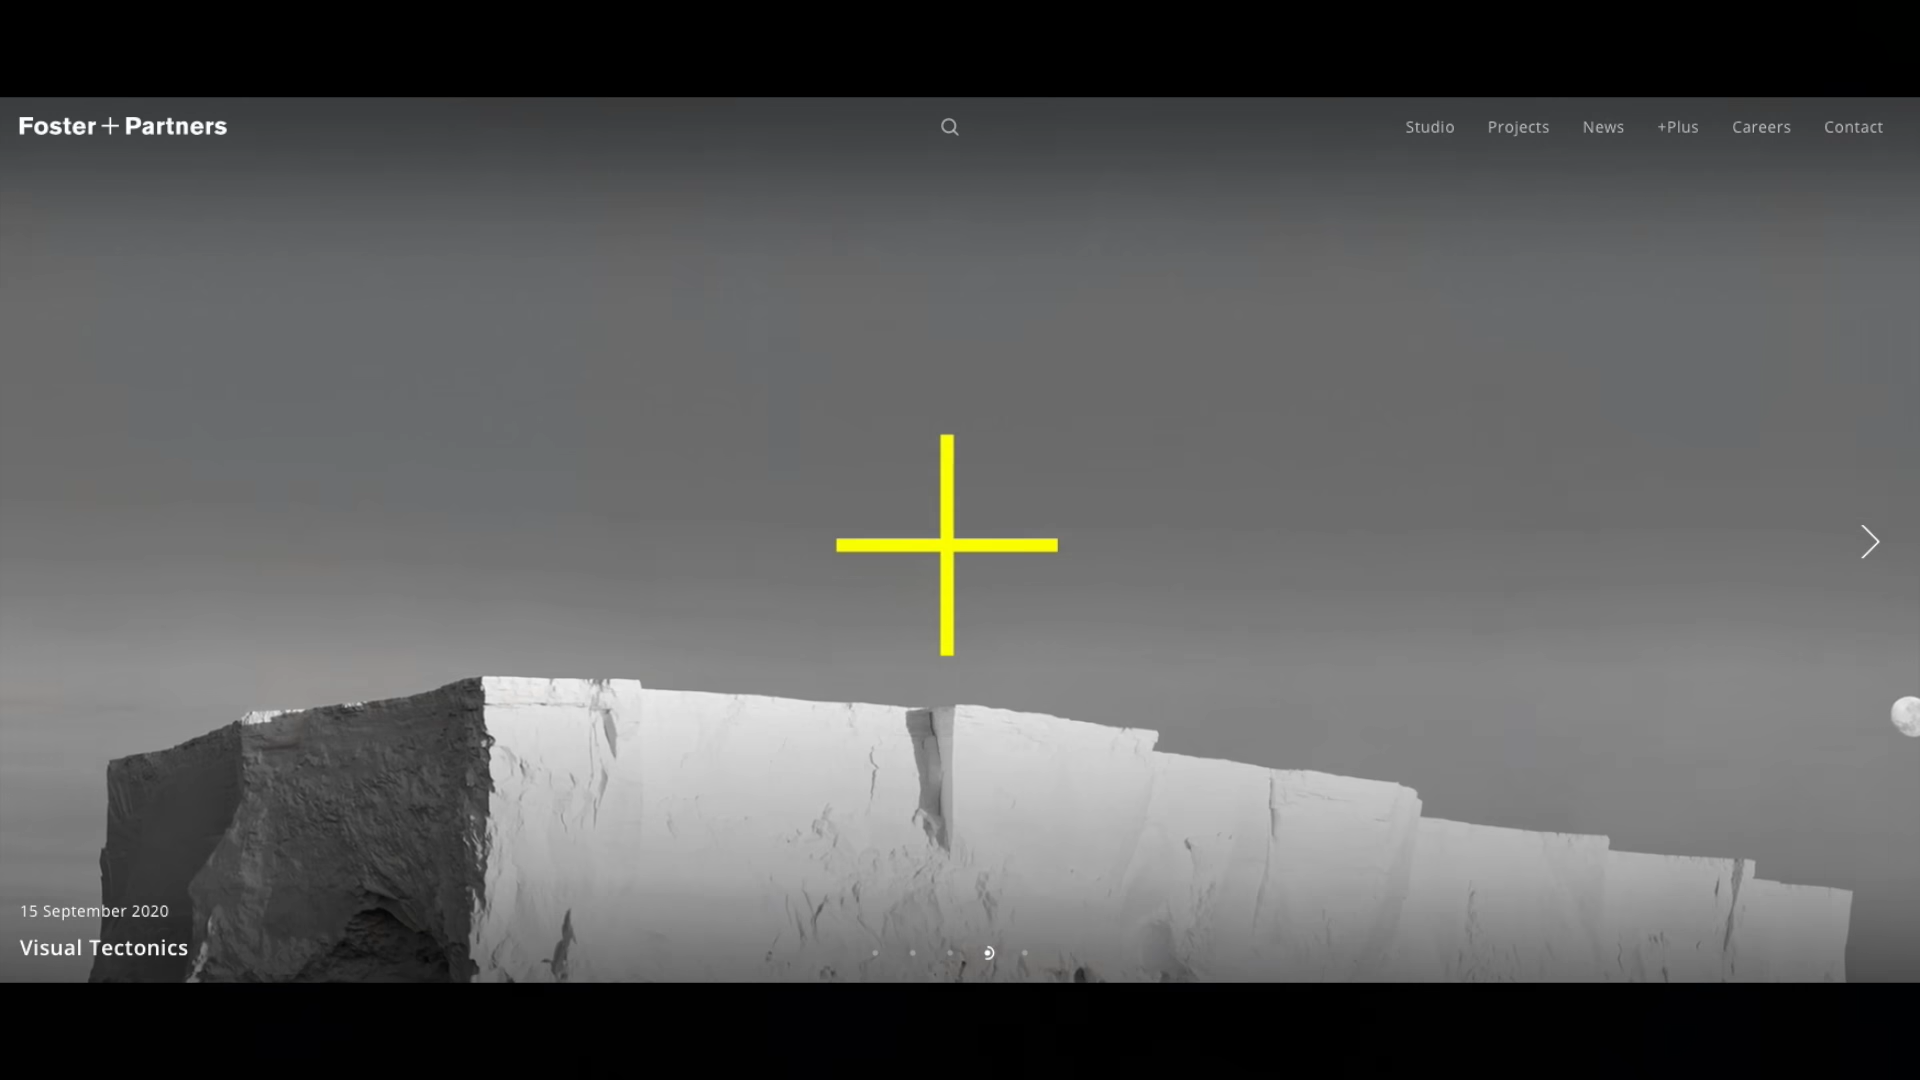 Foster + Partners
Studio
Projects
News
+Plus
Careers
Contact
15 September 2020
Visual Tectonics